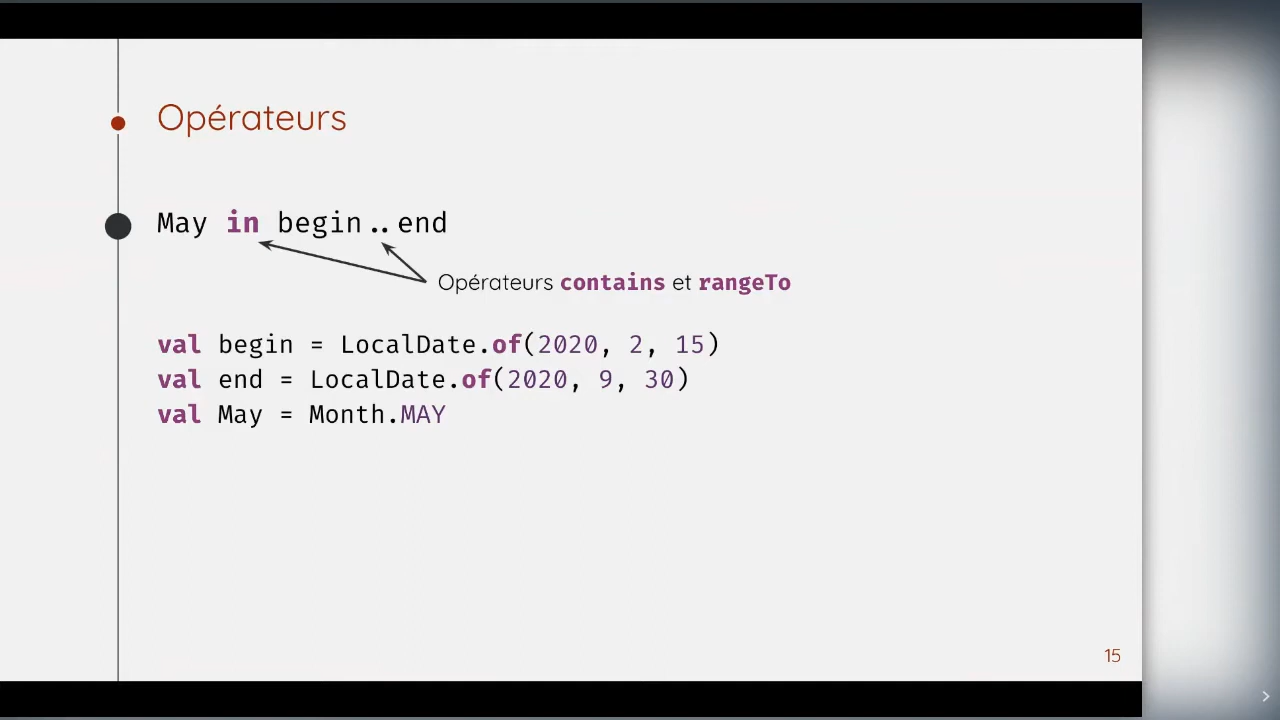 Opérateurs
May in begin..end
Opérateurs contains et rangeTo
val begin = LocalDate.of(2020, 2, 15)
val end = LocalDate.of(2020, 9, 30)
val May = Month.MAY
15